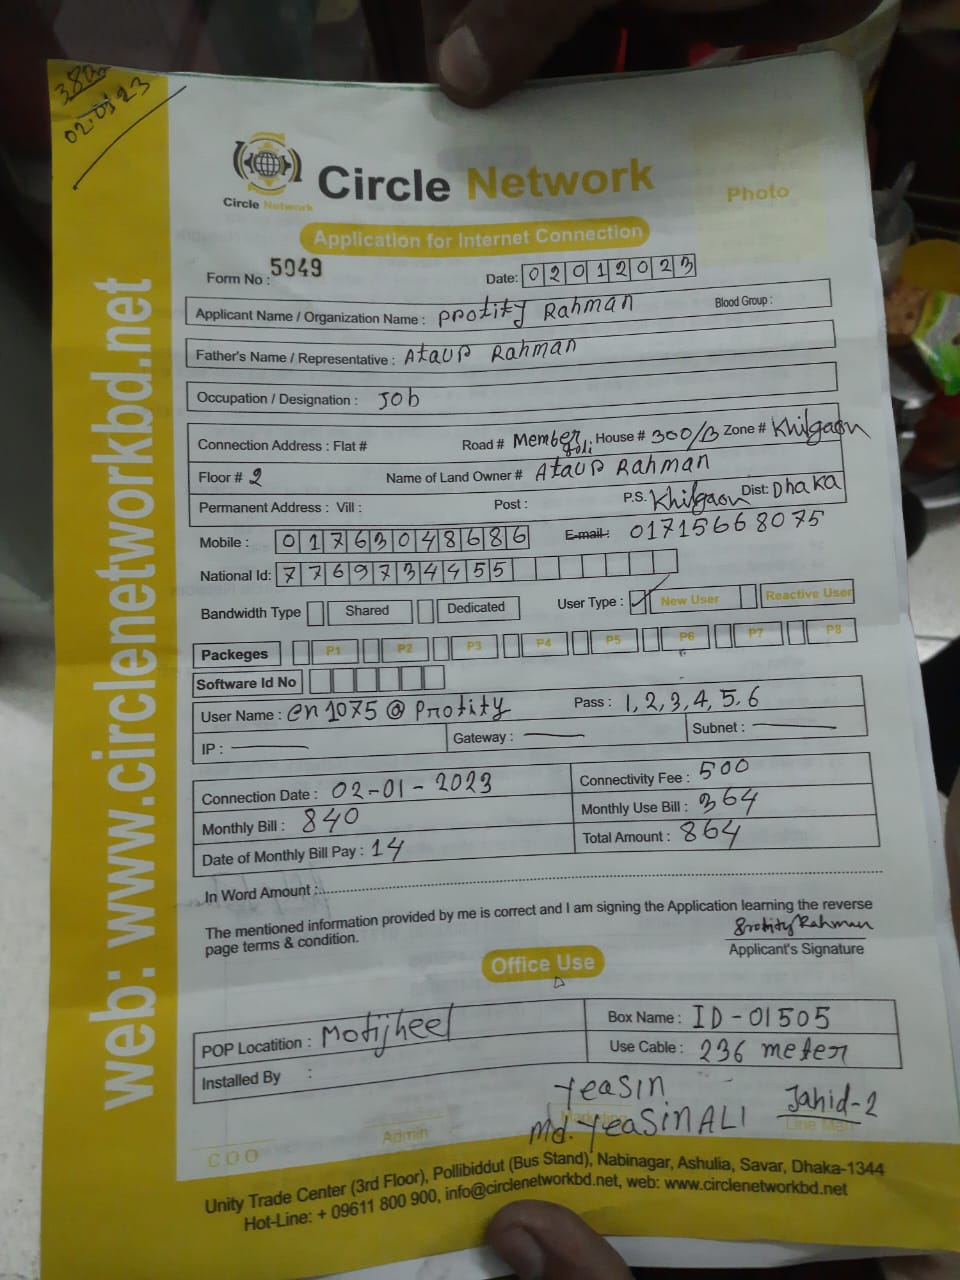 02.01.23
Circle Network
Circle Network
Photo
Application for Internet Connection
Form No : 5049 Date: 02012023
Applicant Name / Organization Name : Protity Rahman Blood Group :
Father's Name / Representative : Ataur Rahman
Occupation / Designation : Job
Connection Address : Flat # Road # Member Goli House # 300/B Zone # Khilgaon
Floor # 2 Name of Land Owner # Ataur Rahman
Permanent Address : Vill : Post : P.S. Khilgaon Dist: Dhaka
Mobile : 01763048686 E-mail : 01715668075
National Id: 7769734455
Bandwidth Type Shared Dedicated User Type : ✓ New User Reactive User
Packeges P1 P2 P3 P4 P5 P6 P7 P8
Software Id No
User Name : cn1075@protity Pass : 1,2,3,4,5,6
IP : — Gateway : — Subnet : —
Connection Date : 02-01-2023 Connectivity Fee : 500
Monthly Bill : 840 Monthly Use Bill : 364
Date of Monthly Bill Pay : 14 Total Amount : 864
In Word Amount :
The mentioned information provided by me is correct and I am signing the Application learning the reverse
page terms & condition.
Protity Rahman
Applicant's Signature
Office Use
POP Locatition : Motijheel Box Name : ID-01505
Installed By : Use Cable : 236 meter
Yeasin
Md. Yeasin ALI Jahid-2
C.O.O Admin Marketing Line Man
Unity Trade Center (3rd Floor), Pollibiddut (Bus Stand), Nabinagar, Ashulia, Savar, Dhaka-1344
Hot-Line: + 09611 800 900, info@circlenetworkbd.net, web: www.circlenetworkbd.net
web: www.circlenetworkbd.net